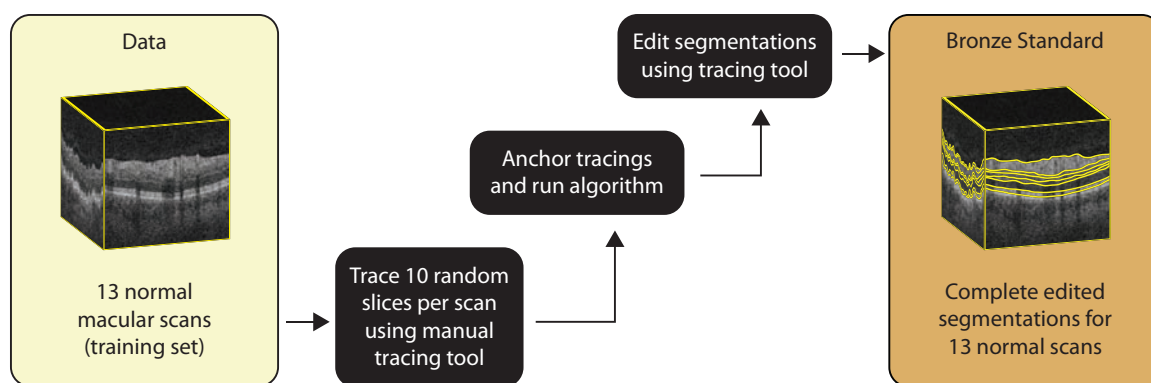 Data
13 normal
macular scans
(training set)
Trace 10 random
slices per scan
using manual
tracing tool
Anchor tracings
and run algorithm
Edit segmentations
using tracing tool
Bronze Standard
Complete edited
segmentations for
13 normal scans